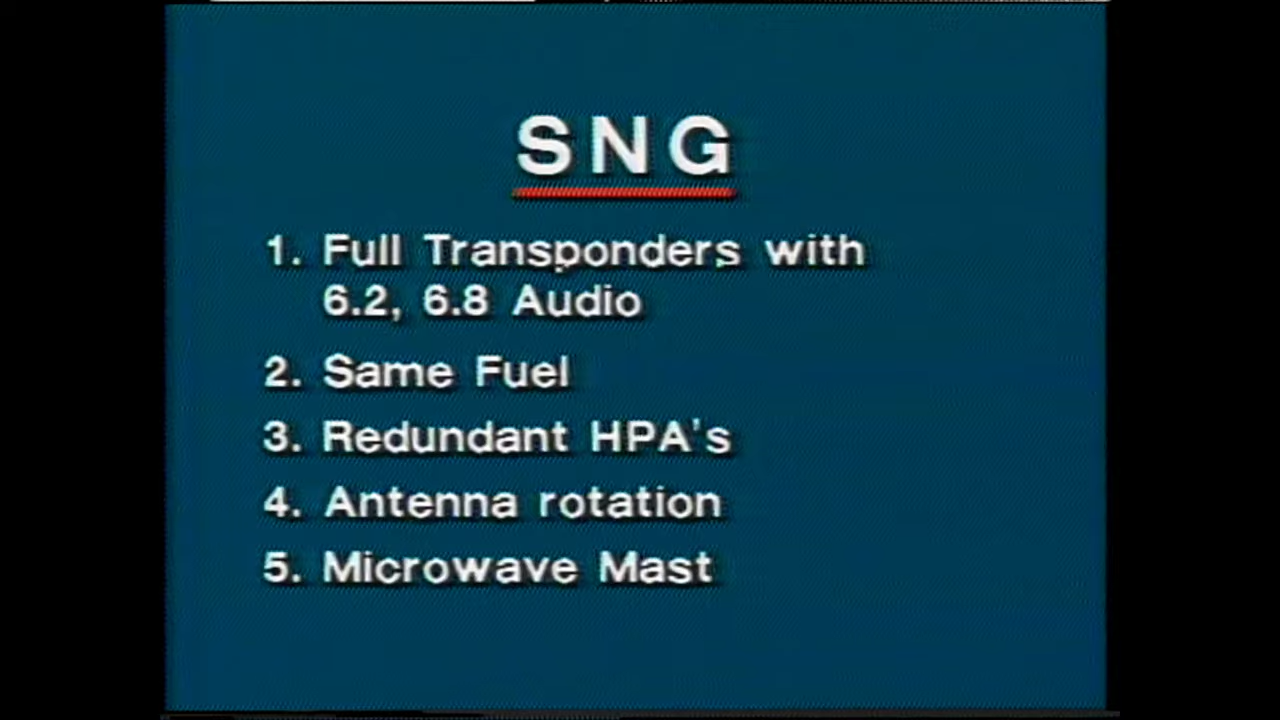 SNG
1. Full Transponders with
6.2, 6.8 Audio
2. Same Fuel
3. Redundant HPA's
4. Antenna rotation
5. Microwave Mast